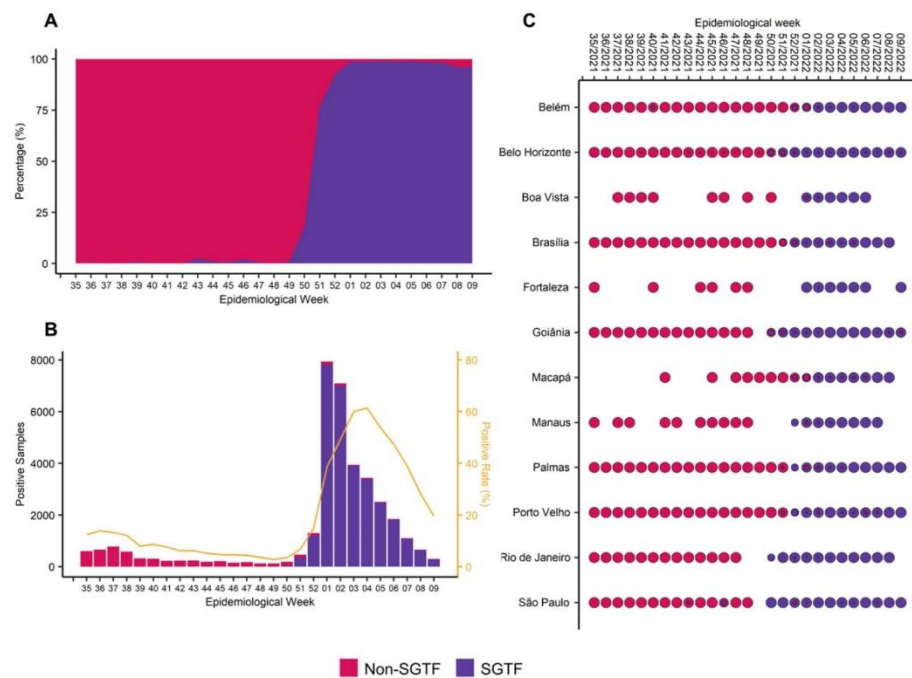 A
Percentage (%)
100
75
50
25
0
35 36 37 38 39 40 41 42 43 44 45 46 47 48 49 50 51 52 01 02 03 04 05 06 07 08 09
Epidemiological Week
B
Positive Samples
8000
6000
4000
2000
0
80
60
40
20
0
Positive Rate (%)
35 36 37 38 39 40 41 42 43 44 45 46 47 48 49 50 51 52 01 02 03 04 05 06 07 08 09
Epidemiological Week
C
Epidemiological week
35/2021 36/2021 37/2021 38/2021 39/2021 40/2021 41/2021 42/2021 43/2021 44/2021 45/2021 46/2021 47/2021 48/2021 49/2021 50/2021 51/2021 52/2021 01/2022 02/2022 03/2022 04/2022 05/2022 06/2022 07/2022 08/2022 09/2022
Belém
Belo Horizonte
Boa Vista
Brasília
Fortaleza
Goiânia
Macapá
Manaus
Palmas
Porto Velho
Rio de Janeiro
São Paulo
Non-SGTF SGTF